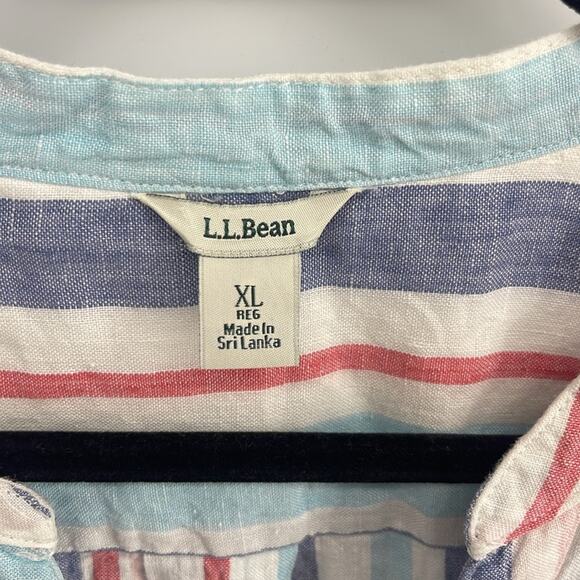 L.L.Bean
XL
REG
Made In
Sri Lanka